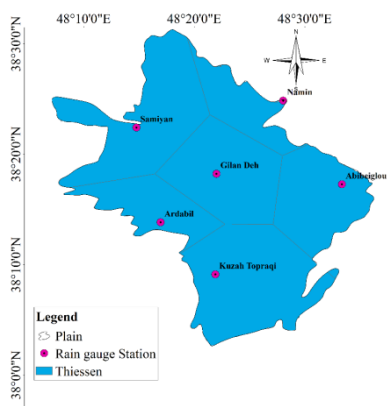 48°10'0"E 48°20'0"E 48°30'0"E
38°30'0"N
38°20'0"N
38°10'0"N
38°0'0"N
N
W E
S
Namin
Samiyan
Gilan Deh
Abibeiglou
Ardabil
Kuzah Topraqi
Legend
Plain
Rain gauge Station
Thiessen